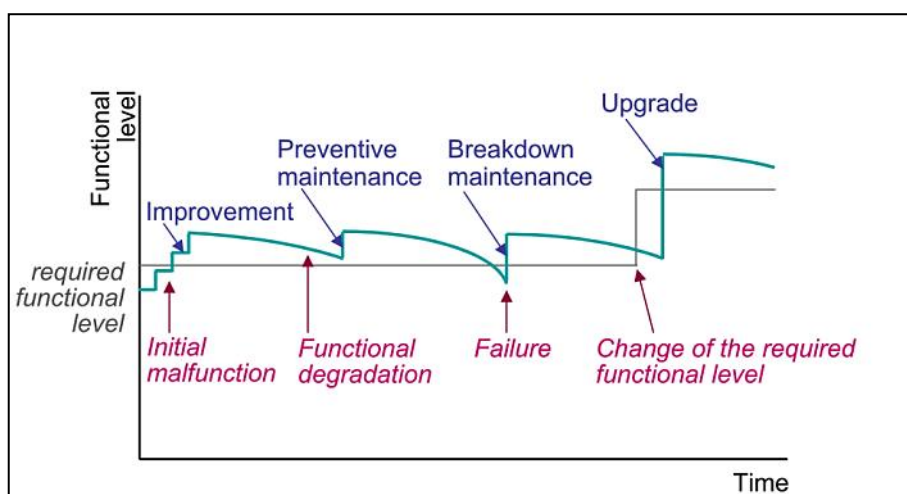 Functional
level
Upgrade
Preventive
maintenance
Breakdown
maintenance
Improvement
required
functional
level
Initial
malfunction
Functional
degradation
Failure
Change of the required
functional level
Time